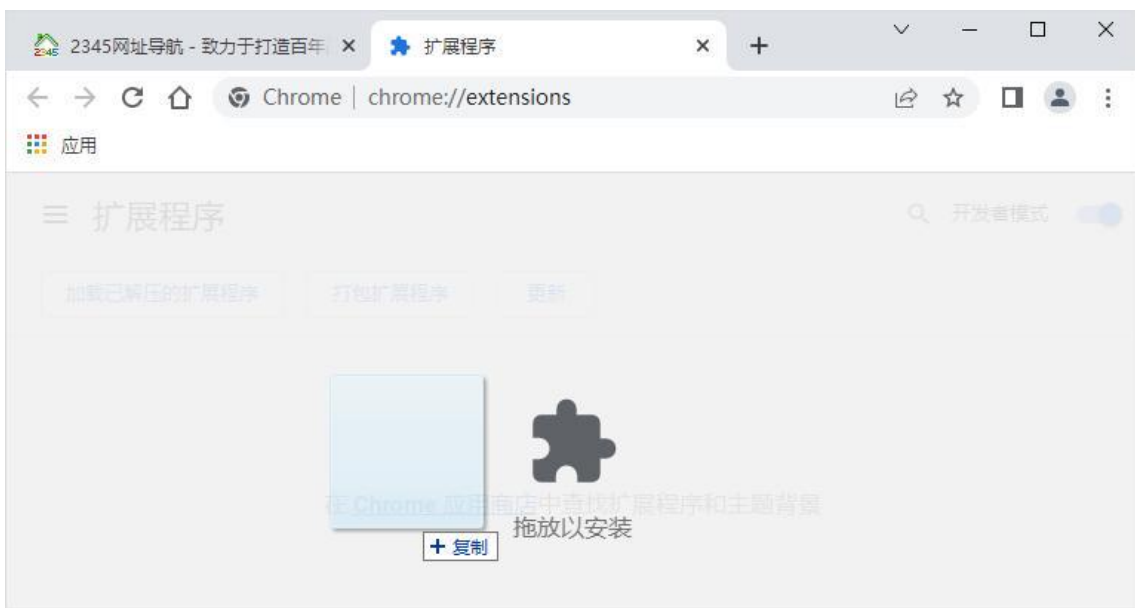 2345网址导航 - 致力于打造百年
扩展程序
Chrome | chrome://extensions
应用
扩展程序
开发者模式
加载已解压的扩展程序
打包扩展程序
更新
在 Chrome 应用商店中查找扩展程序和主题背景
拖放以安装
+ 复制